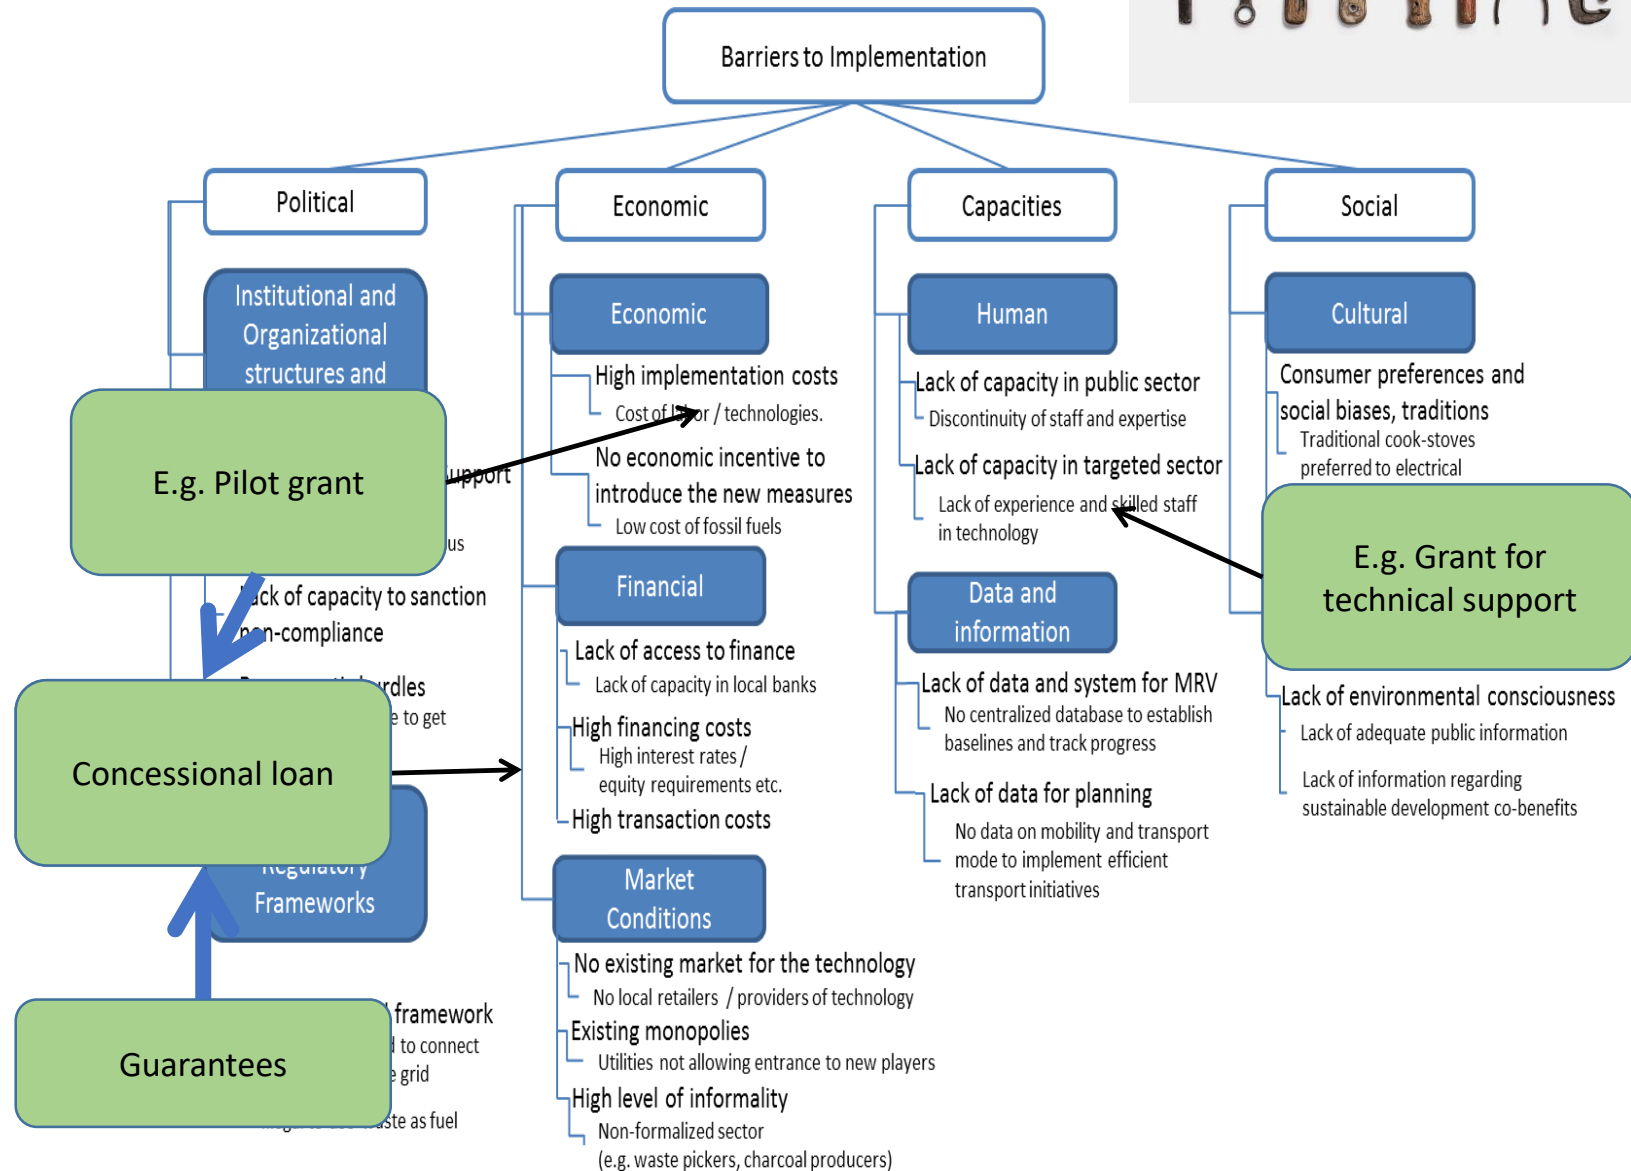 Barriers to Implementation
Political
Institutional and
Organizational
structures and
E.g. Pilot grant
support
us
Lack of capacity to sanction
non-compliance
rdles
e to get
Concessional loan
Regulatory
Frameworks
framework
d to connect
e grid
Guarantees
waste as fuel
Economic
Economic
High implementation costs
Cost of labor / technologies.
No economic incentive to
introduce the new measures
Low cost of fossil fuels
Financial
Lack of access to finance
Lack of capacity in local banks
High financing costs
High interest rates /
equity requirements etc.
High transaction costs
Market
Conditions
No existing market for the technology
No local retailers / providers of technology
Existing monopolies
Utilities not allowing entrance to new players
High level of informality
Non-formalized sector
(e.g. waste pickers, charcoal producers)
Capacities
Human
Lack of capacity in public sector
Discontinuity of staff and expertise
Lack of capacity in targeted sector
Lack of experience and skilled staff
in technology
Data and
information
Lack of data and system for MRV
No centralized database to establish
baselines and track progress
Lack of data for planning
No data on mobility and transport
mode to implement efficient
transport initiatives
Social
Cultural
Consumer preferences and
social biases, traditions
Traditional cook-stoves
preferred to electrical
E.g. Grant for
technical support
Lack of environmental consciousness
Lack of adequate public information
Lack of information regarding
sustainable development co-benefits